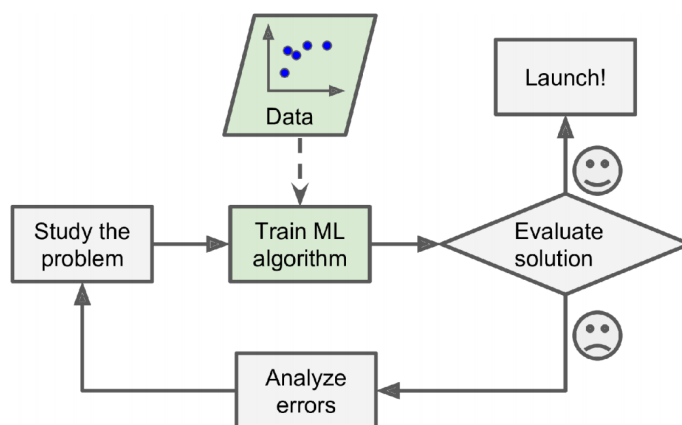 Data
Launch!
Study the
problem
Train ML
algorithm
Evaluate
solution
Analyze
errors